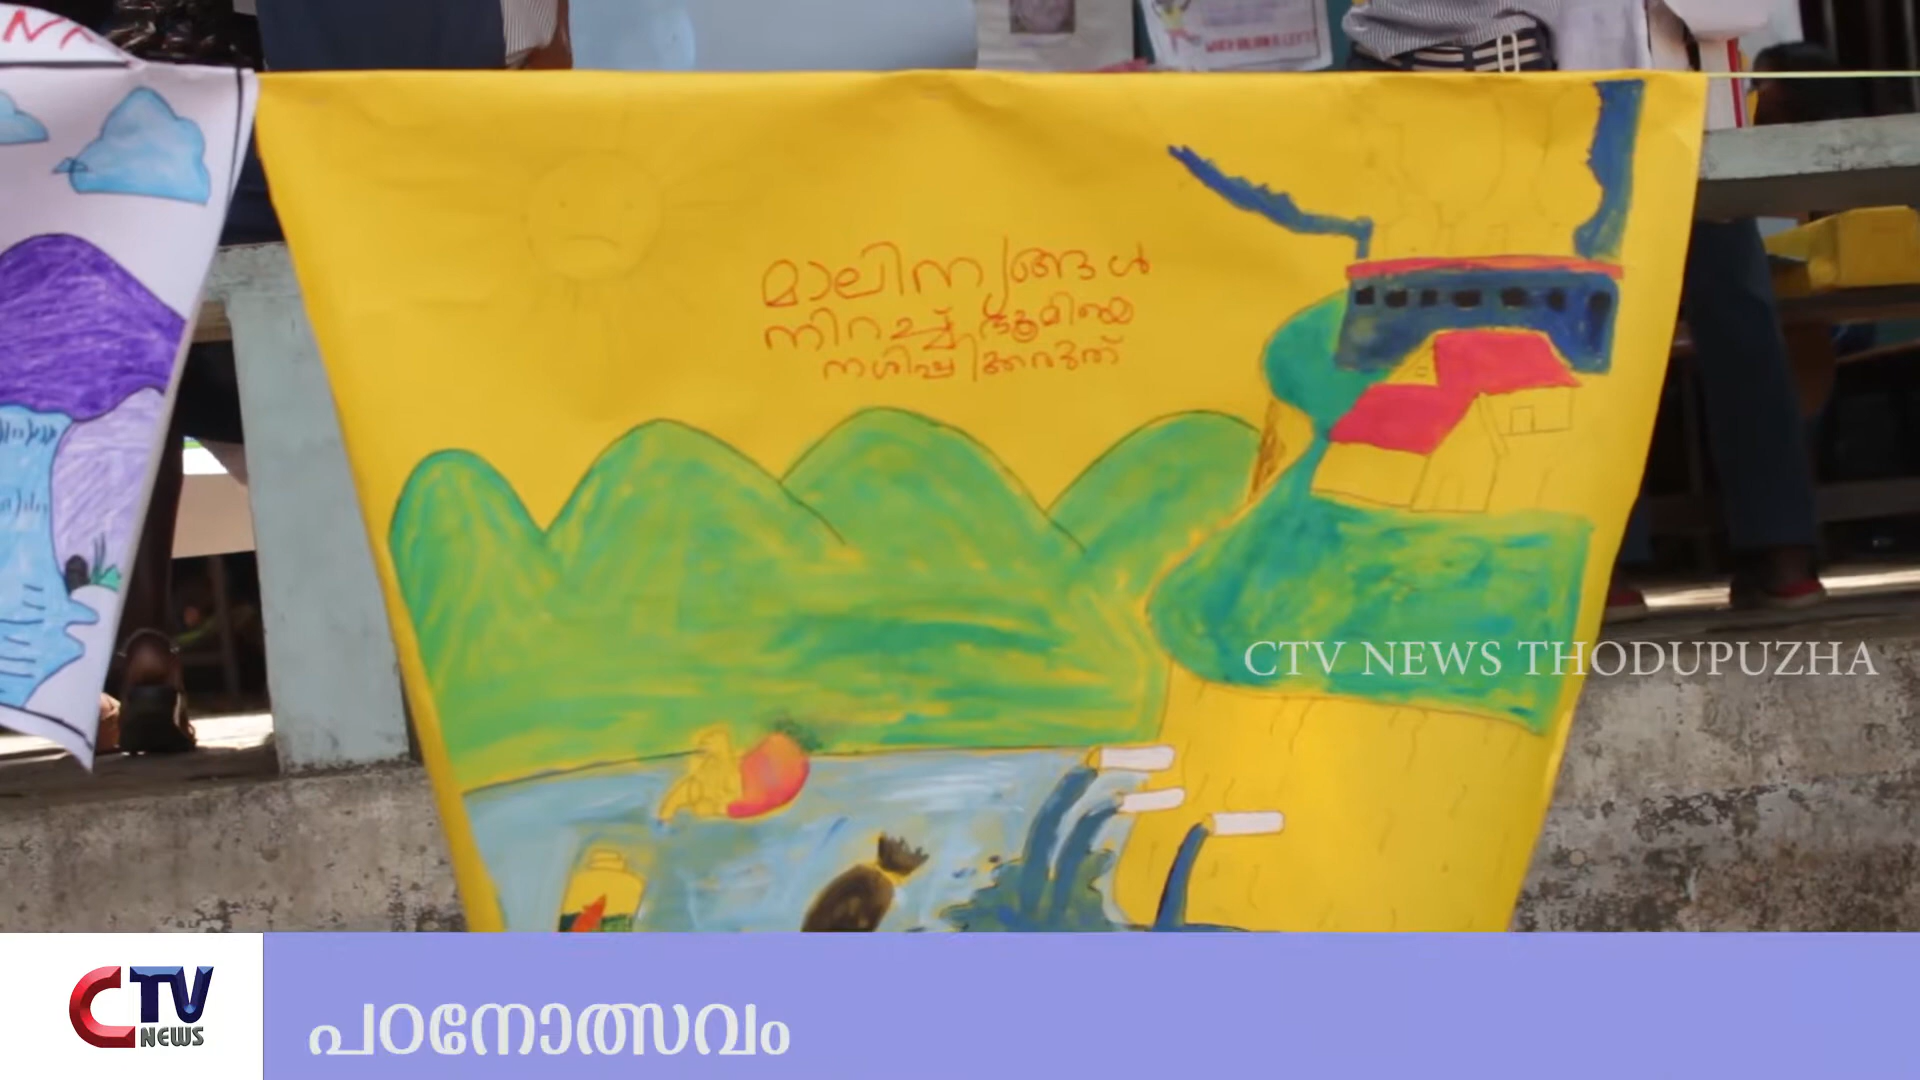 മാലിന്യങ്ങൾ
നിറച്ച് ഭൂമിയെ
നശിപ്പിക്കരുത്
CTV NEWS THODUPUZHA
CTV
NEWS
പഠനോത്സവം